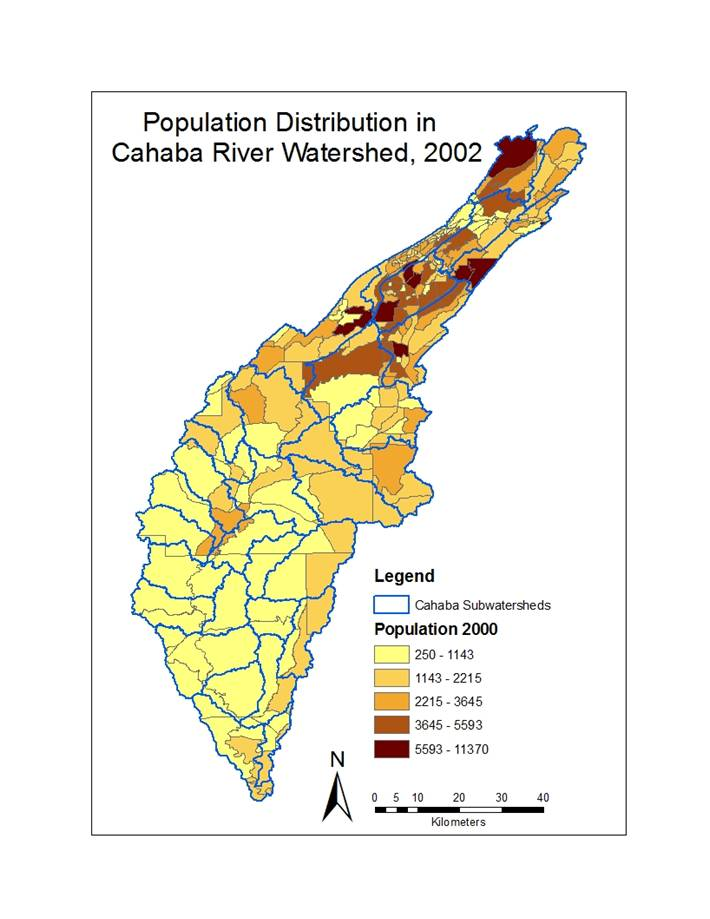 Population Distribution in
Cahaba River Watershed, 2002
Legend
Cahaba Subwatersheds
Population 2000
250 - 1143
1143 - 2215
2215 - 3645
3645 - 5593
5593 - 11370
N
0 5 10 20 30 40
Kilometers